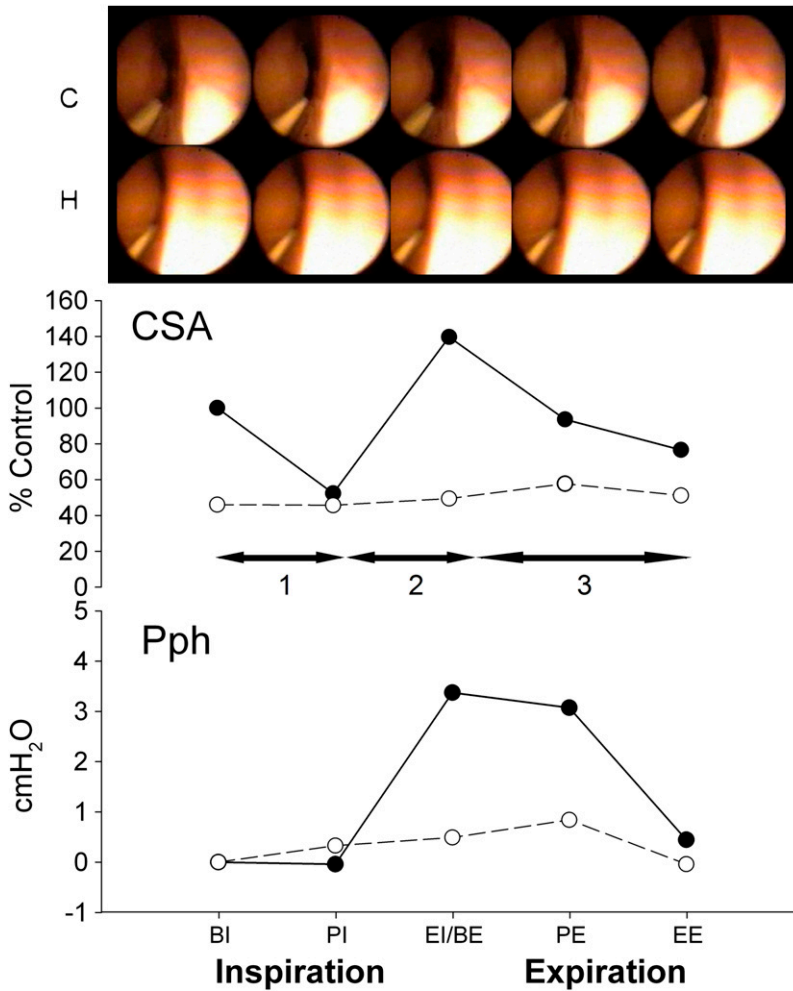 C
H
160
140
120
100
80
60
40
20
0
% Control
CSA
1 2 3
5
4
3
2
1
0
-1
cmH₂O
Pph
BI PI EI/BE PE EE
Inspiration Expiration